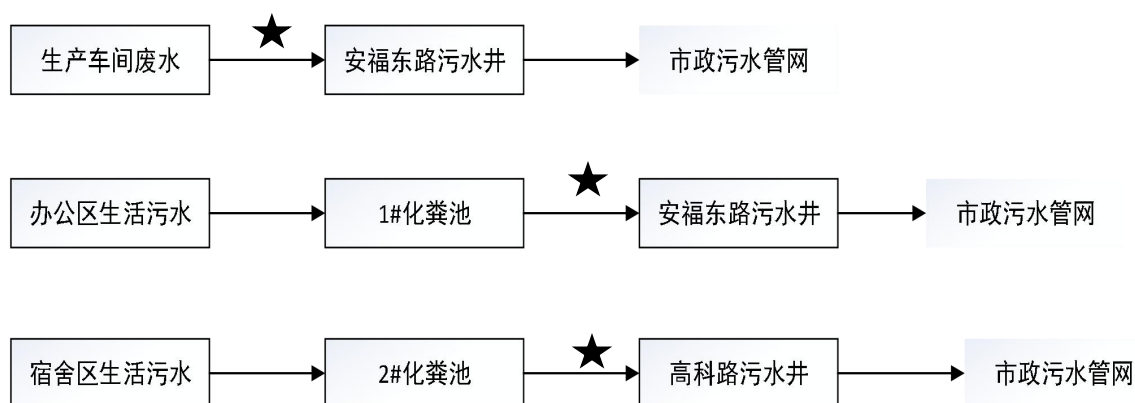 生产车间废水
安福东路污水井
市政污水管网
办公区生活污水
1#化粪池
安福东路污水井
市政污水管网
宿舍区生活污水
2#化粪池
高科路污水井
市政污水管网